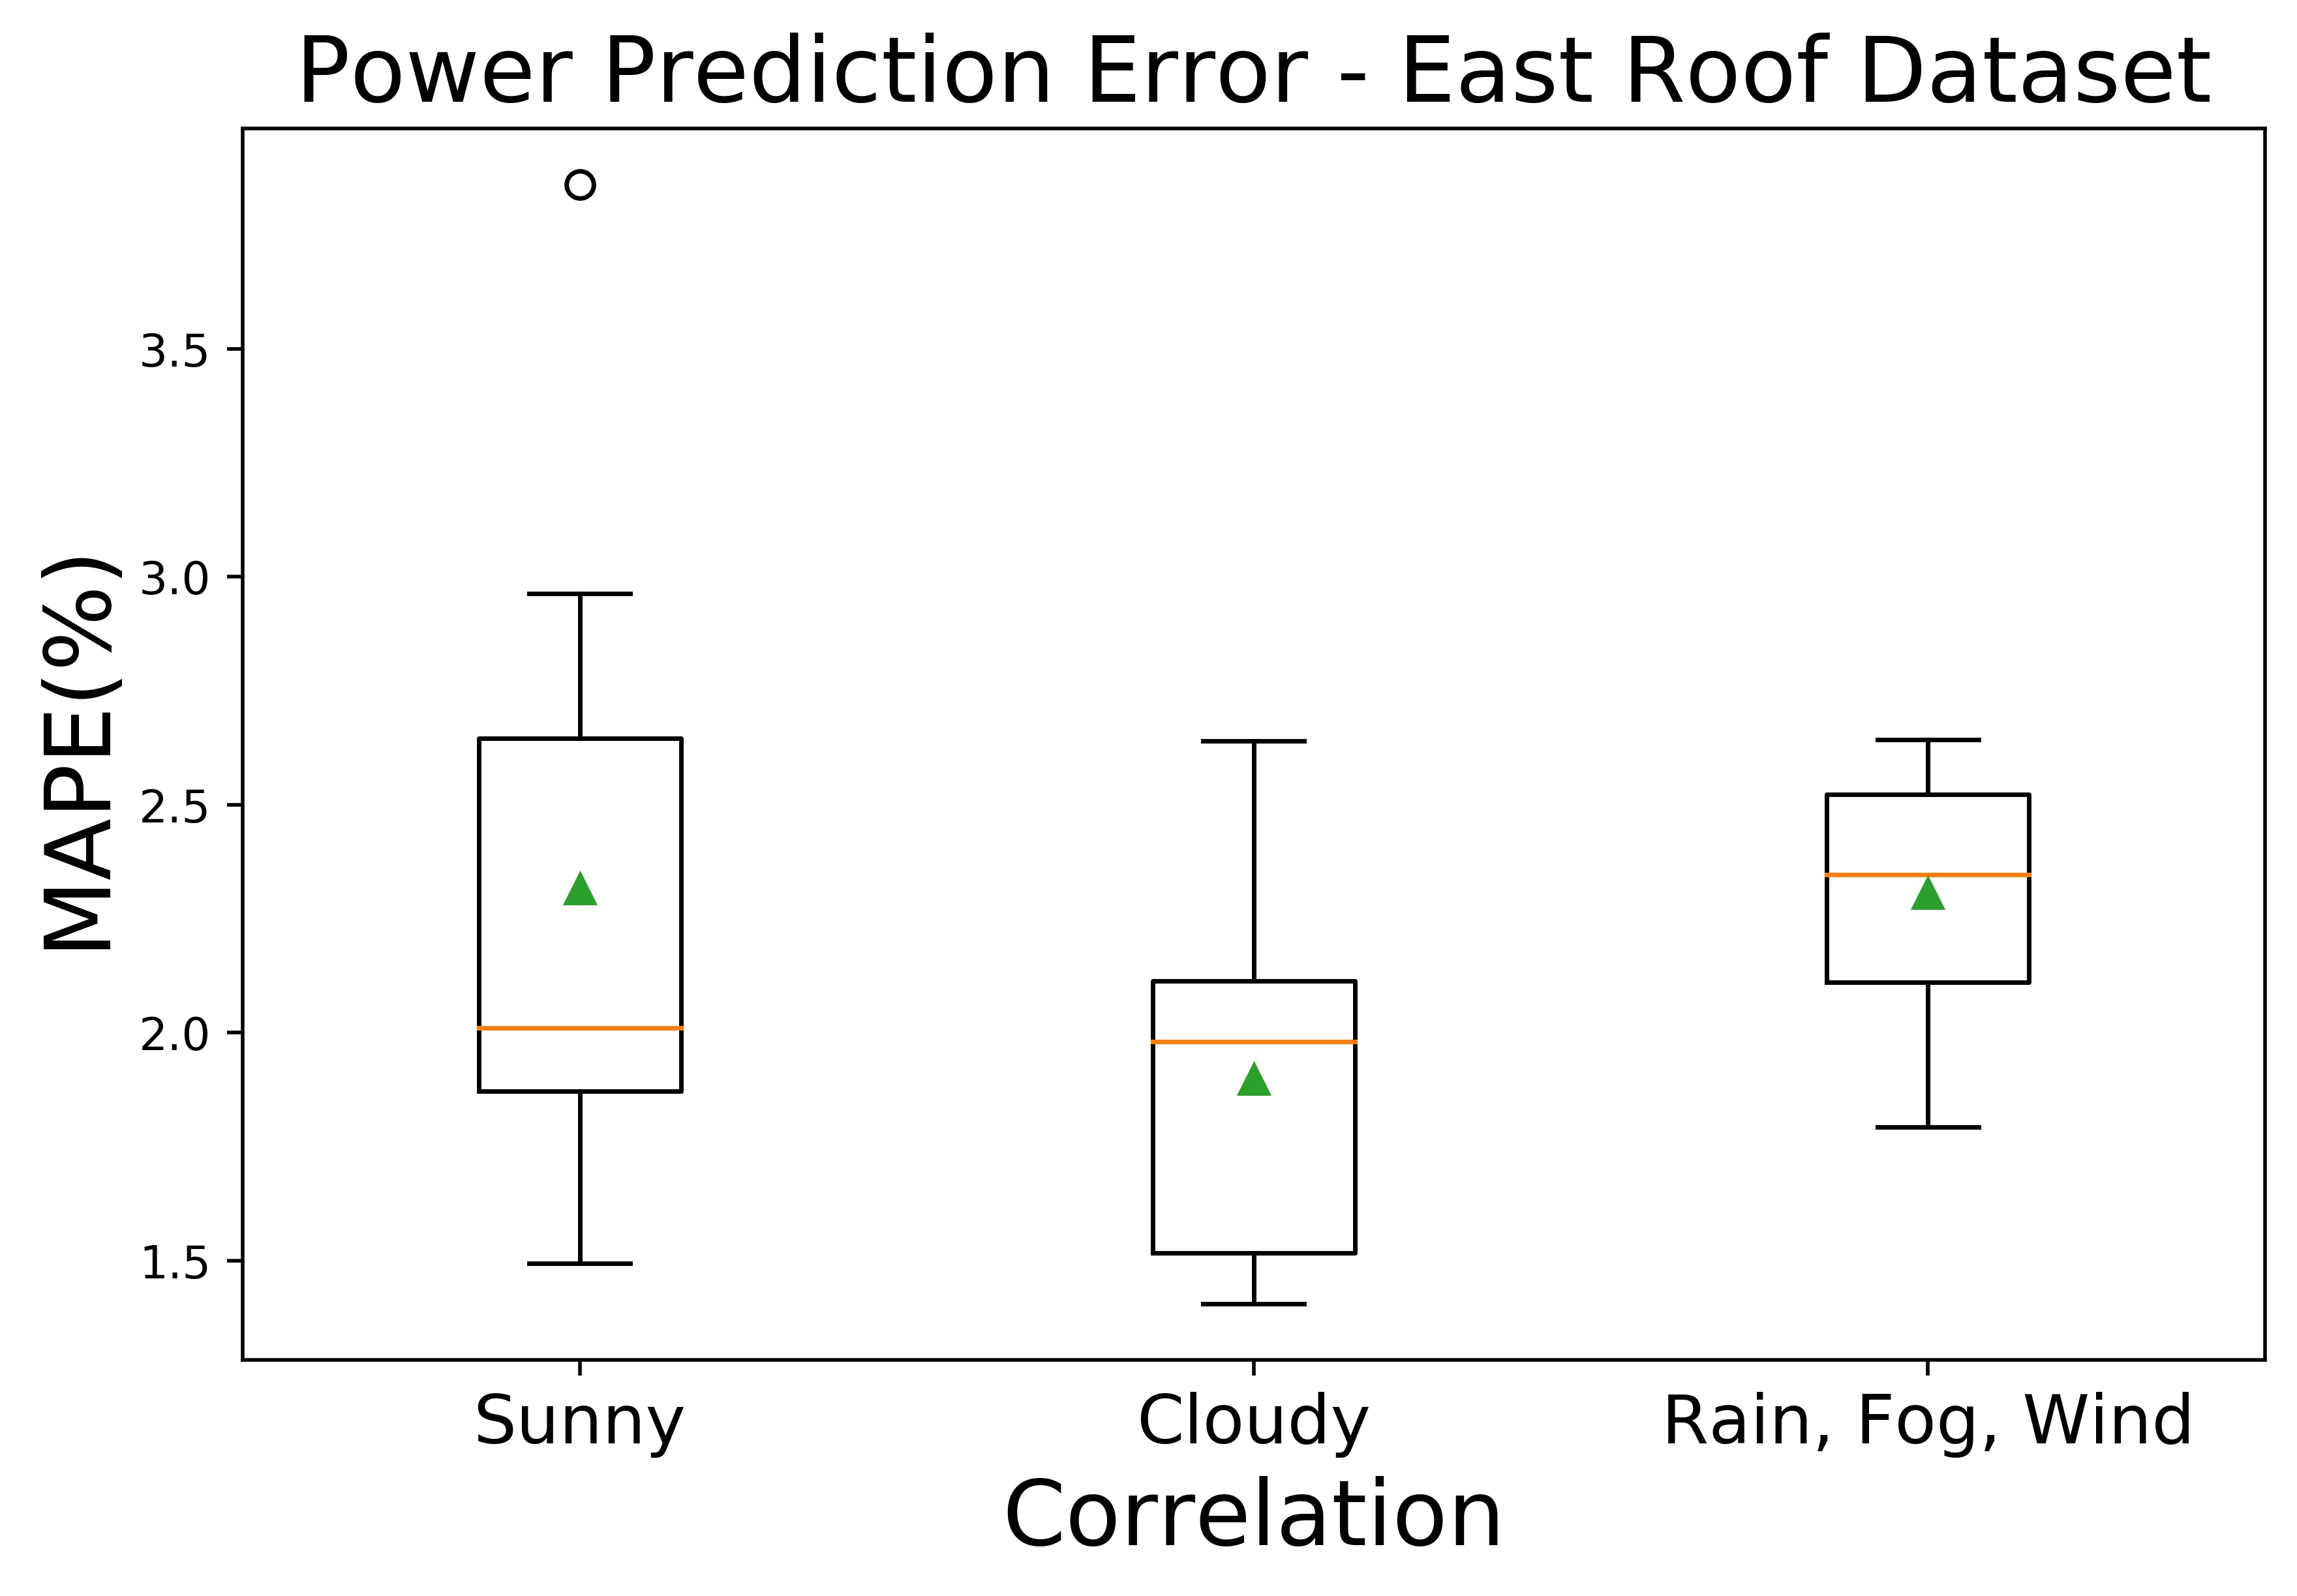 Power Prediction Error - East Roof Dataset
MAPE(%)
3.5
3.0
2.5
2.0
1.5
Sunny
Cloudy
Rain, Fog, Wind
Correlation